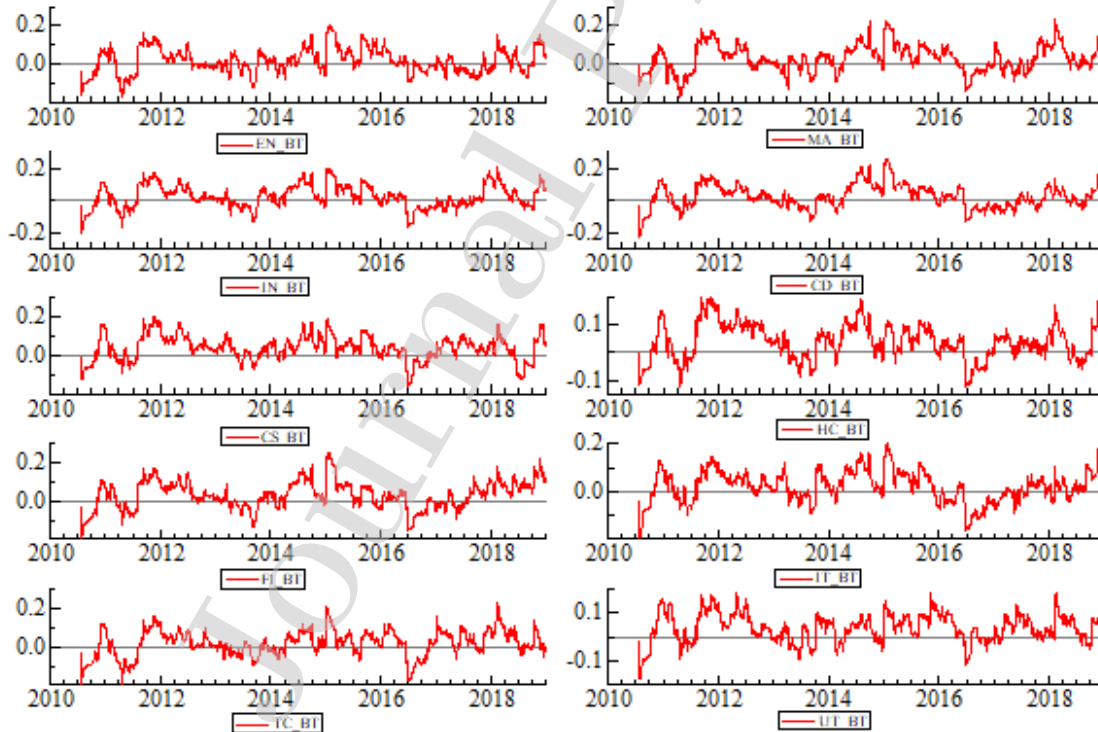 0.2 0.2
0.0 0.0
2010 2012 2014 2016 2018 2010 2012 2014 2016 2018
EN_BT MA_BT
0.2 0.2
-0.2 -0.2
2010 2012 2014 2016 2018 2010 2012 2014 2016 2018
IN_BT CD_BT
0.2 0.1
0.0 -0.1
2010 2012 2014 2016 2018 2010 2012 2014 2016 2018
CS_BT HC_BT
0.2 0.2
0.0 0.0
2010 2012 2014 2016 2018 2010 2012 2014 2016 2018
FI_BT IT_BT
0.2 0.1
0.0 -0.1
2010 2012 2014 2016 2018 2010 2012 2014 2016 2018
TC_BT UT_BT
Journal P